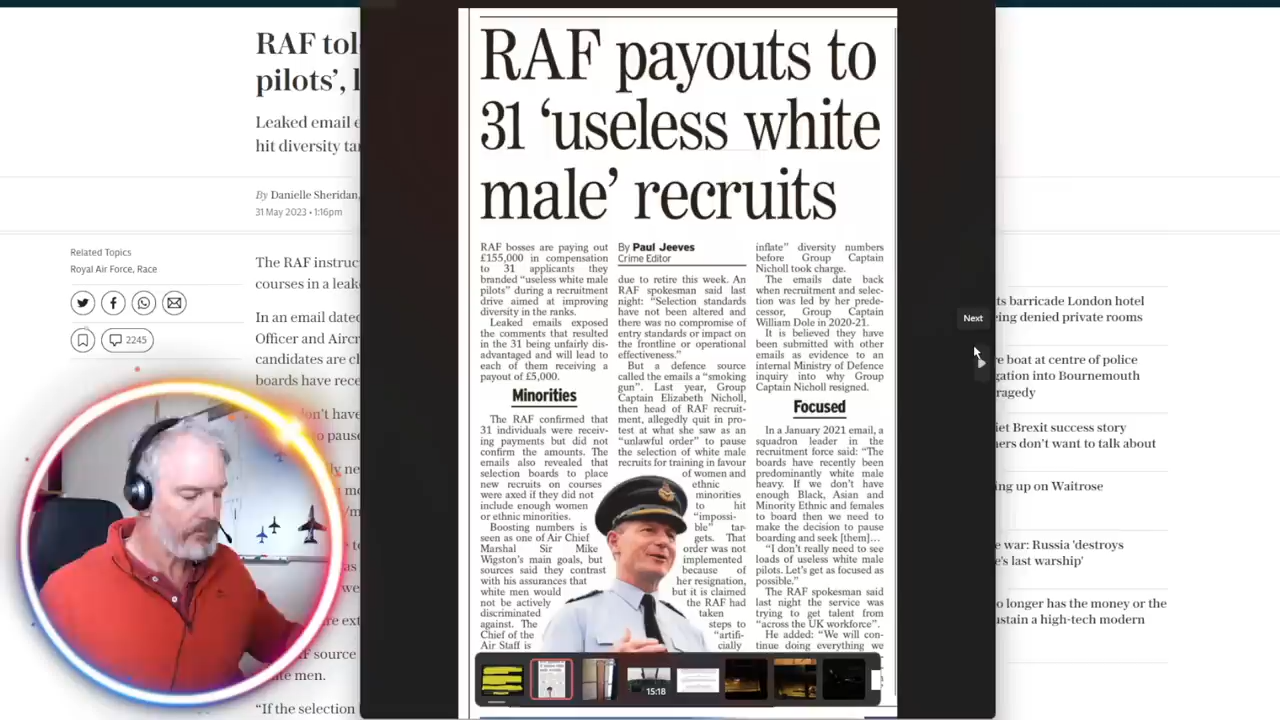 RAF tol
pilots’, l
Leaked email e
hit diversity ta
By Danielle Sheridan,
31 May 2023 • 1:16pm
Related Topics
Royal Air Force, Race
2245
The RAF instruc
courses in a leak
In an email dated
Officer and Aircr
candidates are ch
boards have rece
on't have
to pause
RAF payouts to
31 ‘useless white
male’ recruits
RAF bosses are paying out
£155,000 in compensation
to 31 applicants they
branded “useless white male
pilots” during a recruitment
drive aimed at improving
diversity in the ranks.
Leaked emails exposed
the comments that resulted
in the 31 being unfairly dis-
advantaged and will lead to
each of them receiving a
payout of £5,000.
Minorities
The RAF confirmed that
31 individuals were receiv-
ing payments but did not
confirm the amounts. The
emails also revealed that
selection boards to place
new recruits on courses
were axed if they did not
include enough women
or ethnic minorities.
Boosting numbers is
seen as one of Air Chief
Marshal Sir Mike
Wigston’s main goals, but
sources said they contrast
with his assurances that
white men would
not be actively
discriminated
against. The
Chief of the
Air Staff is
By Paul Jeeves
Crime Editor
due to retire this week. An
RAF spokesman said last
night: “Selection standards
have not been altered and
there was no compromise of
entry standards or impact on
the frontline or operational
effectiveness.”
But a defence source
called the emails a “smoking
gun”. Last year, Group
Captain Elizabeth Nicholl,
then head of RAF recruit-
ment, allegedly quit in pro-
test at what she saw as an
“unlawful order” to pause
the selection of white male
recruits for training in favour
of women and
ethnic
minorities
to hit
“impossi-
ble” tar-
gets. That
order was not
implemented
because of
her resignation,
but it is claimed
the RAF had
taken
steps to
“artifi-
cially
inflate” diversity numbers
before Group Captain
Nicholl took charge.
The emails date back
when recruitment and selec-
tion was led by her prede-
cessor, Group Captain
William Dole in 2020-21.
It is believed they have
been submitted with other
emails as evidence to an
internal Ministry of Defence
inquiry into why Group
Captain Nicholl resigned.
Focused
In a January 2021 email, a
squadron leader in the
recruitment force said: “The
boards have recently been
predominantly white male
heavy. If we don’t have
enough Black, Asian and
Minority Ethnic and females
to board then we need to
make the decision to pause
boarding and seek [them]...
“I don’t really need to see
loads of useless white male
pilots. Let’s get as focused as
possible.”
The RAF spokesman said
last night the service was
trying to get talent from
“across the UK workforce”.
He added: “We will con-
tinue doing everything we
15:18
Next
ts barricade London hotel
eing denied private rooms
e boat at centre of police
gation into Bournemouth
ragedy
iet Brexit success story
ners don't want to talk about
ing up on Waitrose
e war: Russia 'destroys
e's last warship'
o longer has the money or the
ustain a high-tech modern
source
te men.
“If the selection